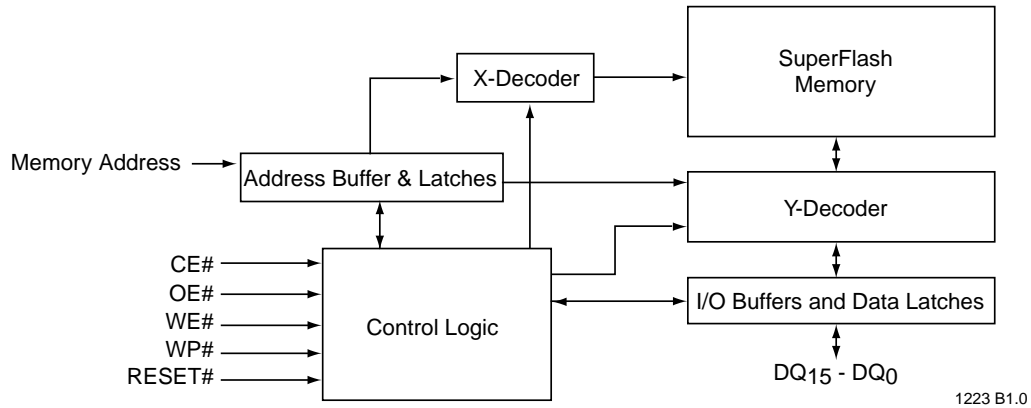 SuperFlash
Memory
X-Decoder
Memory Address
Address Buffer & Latches
Y-Decoder
CE#
OE#
WE#
WP#
RESET#
Control Logic
I/O Buffers and Data Latches
DQ15 - DQ0
1223 B1.0